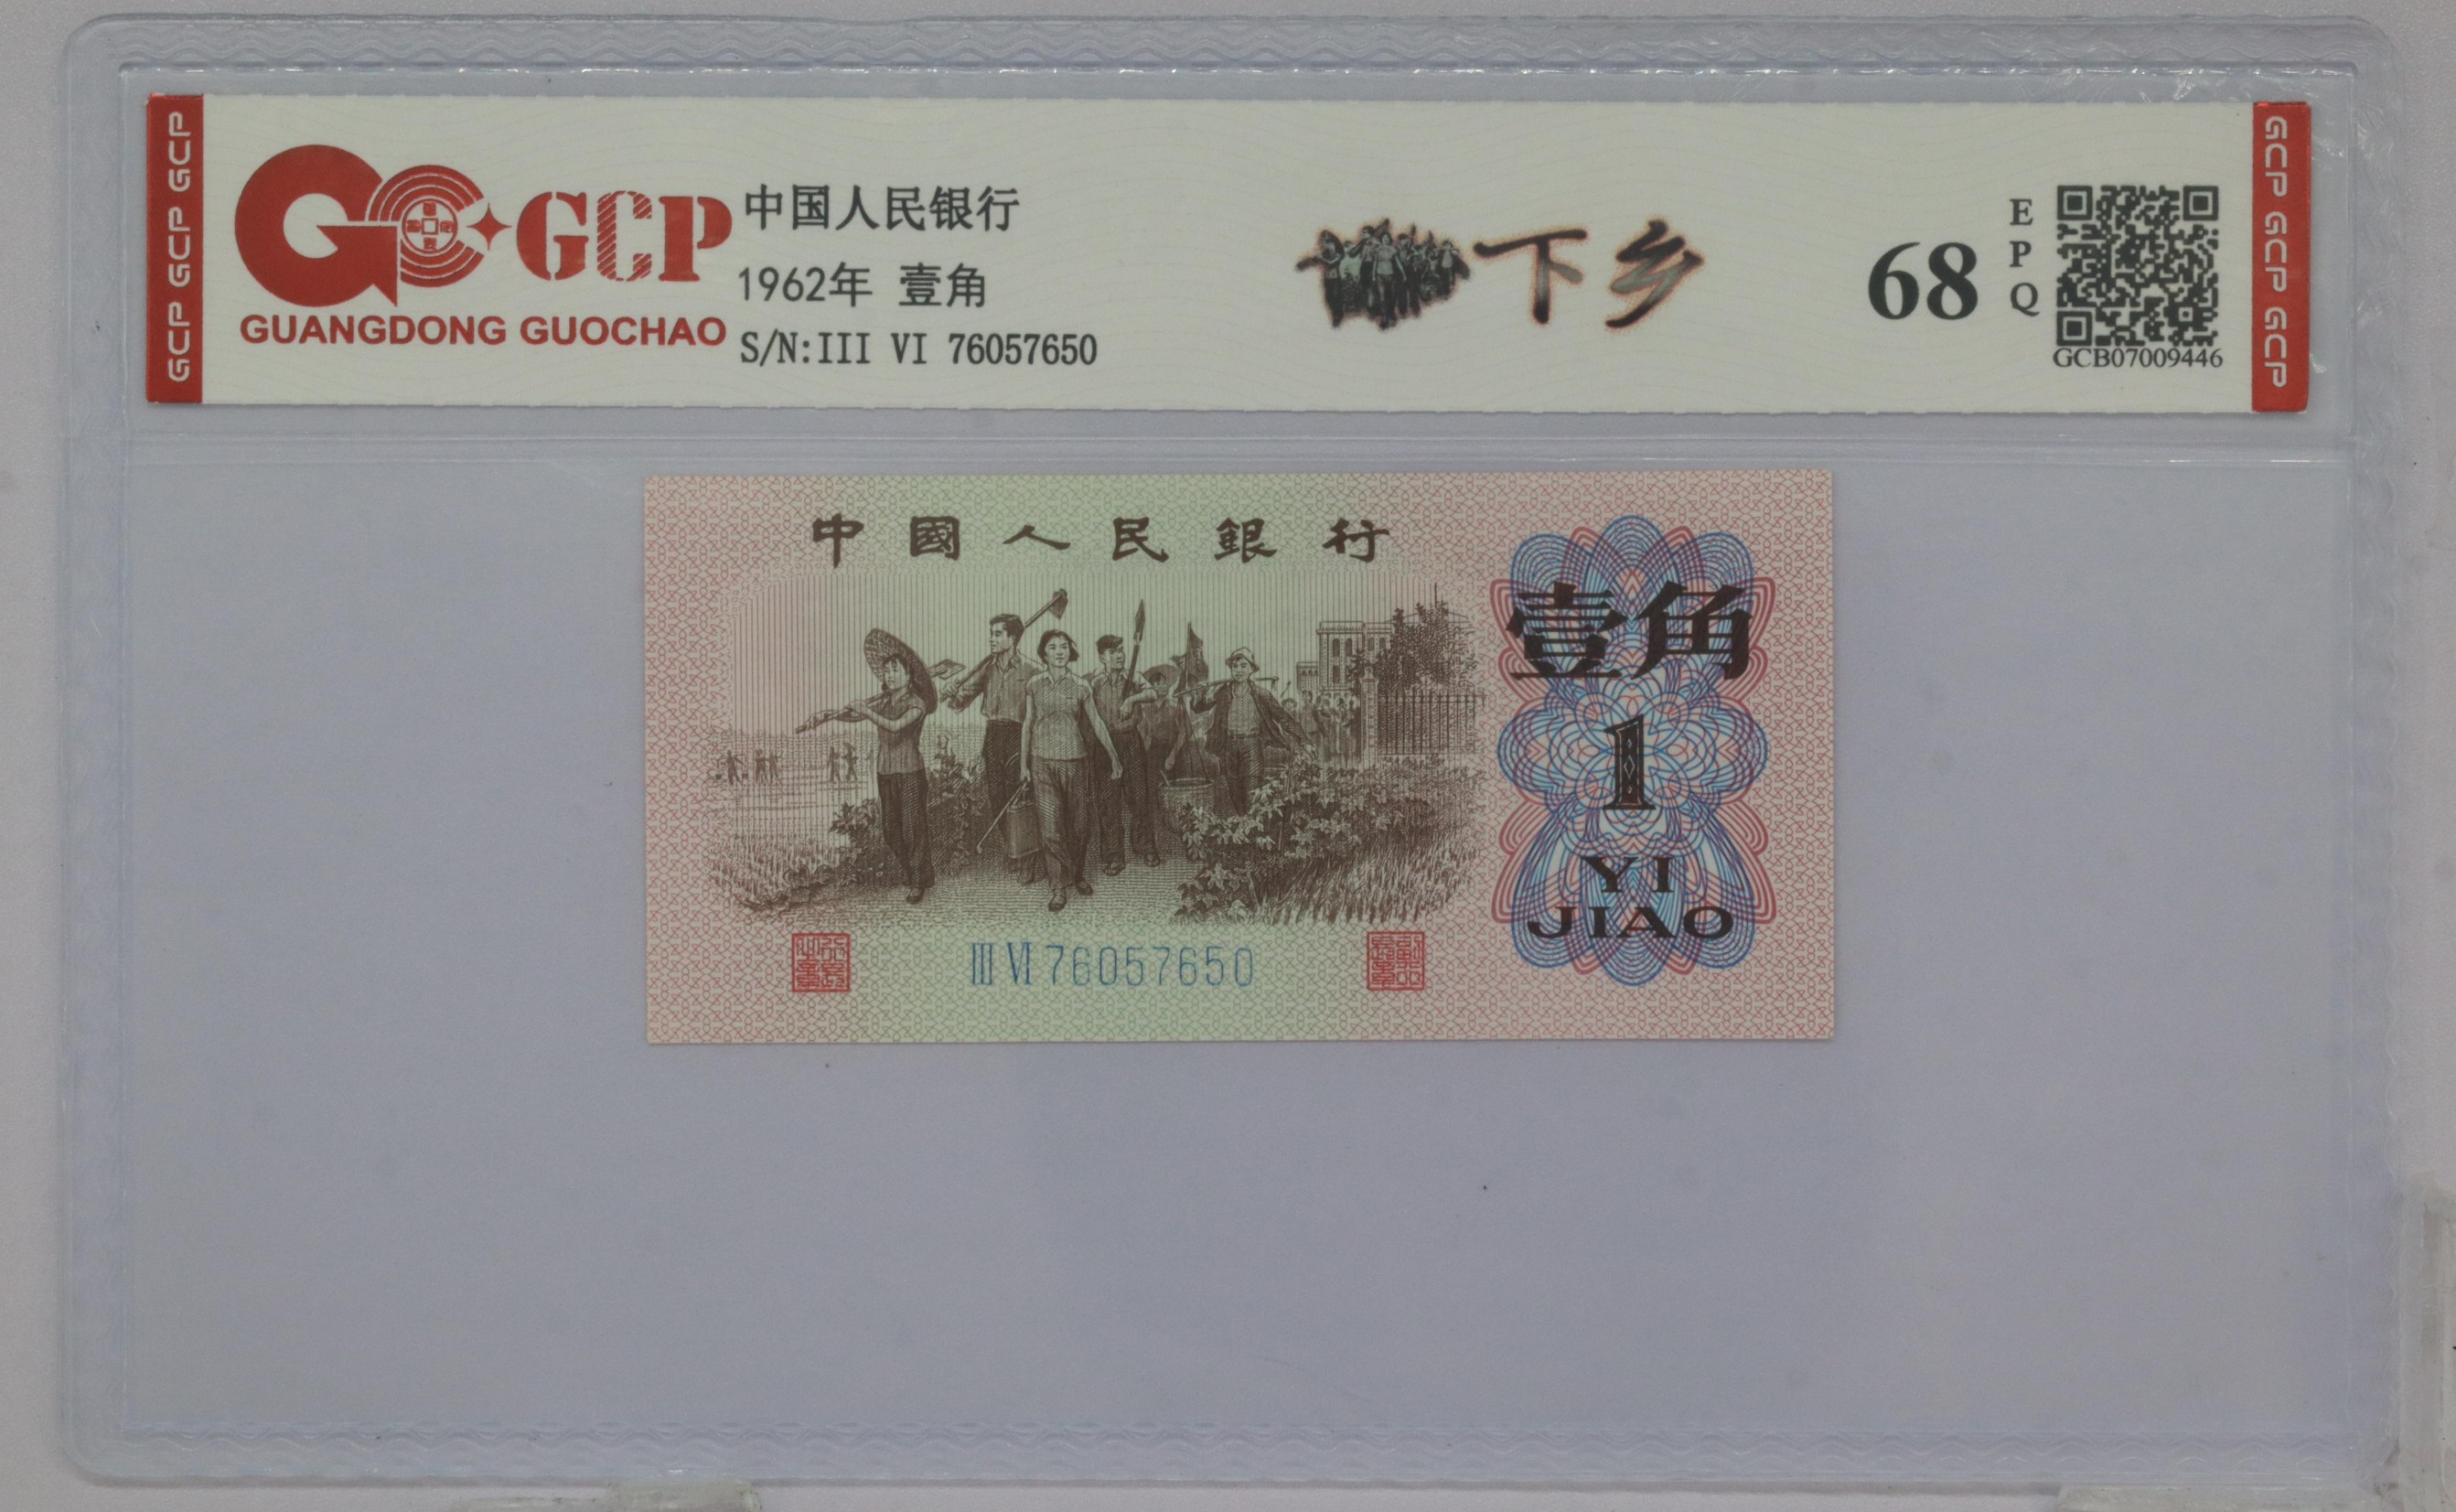 GCP GCP GCP
GC GCP
GUANGDONG GUOCHAO
中国人民银行
1962年 壹角
S/N:III VI 76057650
下乡
68
EPQ
GCB07009446
GCP GCP GCP
中國人民銀行
壹角
1
YI
JIAO
III VI 76057650